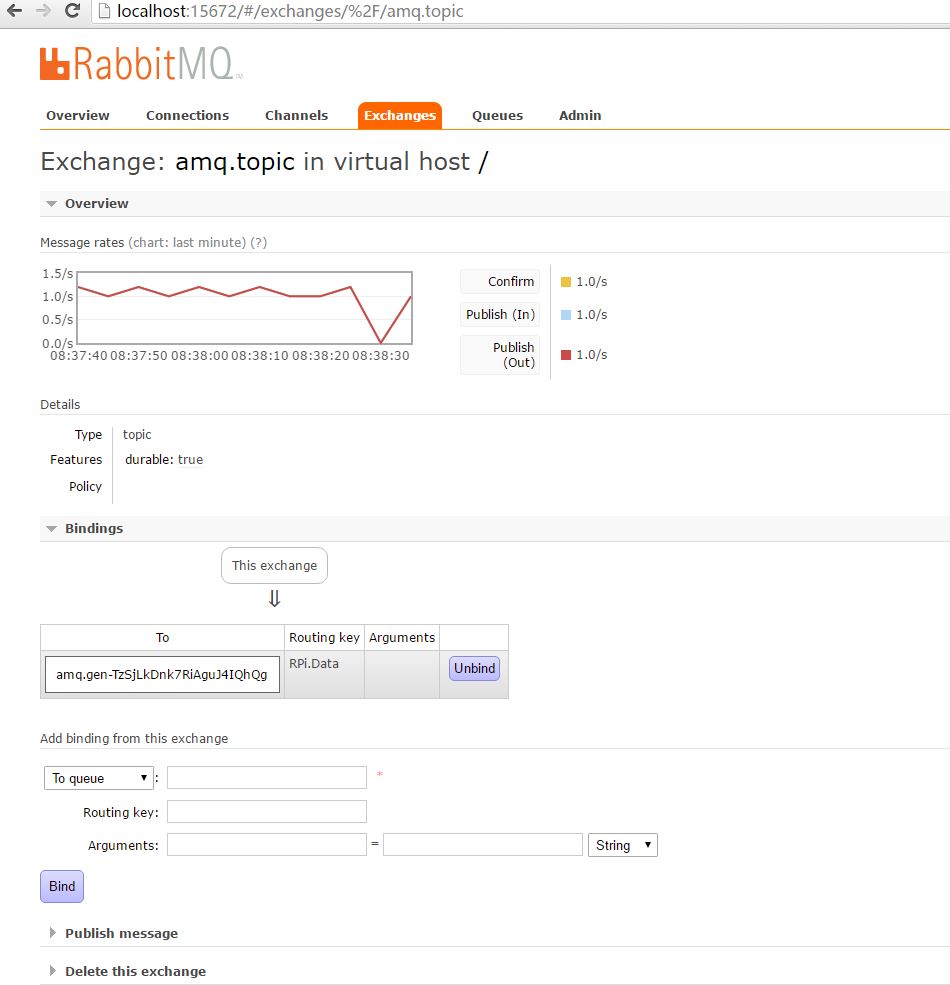 localhost:15672/#/exchanges/%2F/amq.topic
RabbitMQ™
Overview Connections Channels Exchanges Queues Admin
Exchange: amq.topic in virtual host /
Overview
Message rates (chart: last minute) (?)
1.5/s
1.0/s
0.5/s
0.0/s
08:37:40 08:37:50 08:38:00 08:38:10 08:38:20 08:38:30
Confirm 1.0/s
Publish (In) 1.0/s
Publish
(Out) 1.0/s
Details
Type topic
Features durable: true
Policy
Bindings
This exchange
⇓
To Routing key Arguments
amq.gen-TzSjLkDnk7RiAguJ4IQhQg RPi.Data Unbind
Add binding from this exchange
To queue : *
Routing key:
Arguments: = String
Bind
Publish message
Delete this exchange